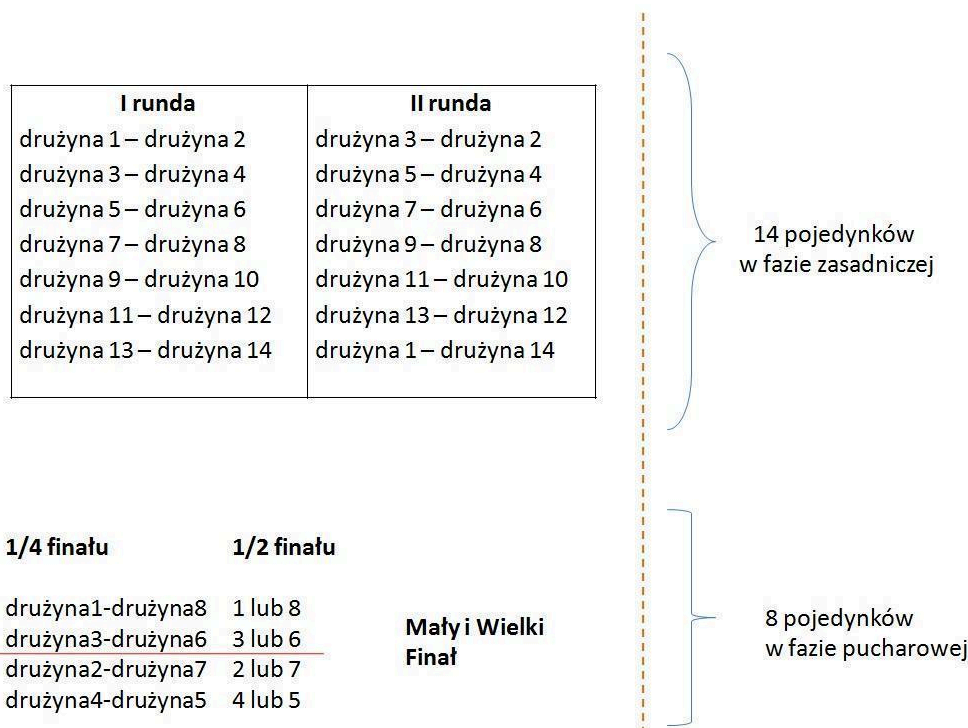 I runda
drużyna 1 – drużyna 2
drużyna 3 – drużyna 4
drużyna 5 – drużyna 6
drużyna 7 – drużyna 8
drużyna 9 – drużyna 10
drużyna 11 – drużyna 12
drużyna 13 – drużyna 14
II runda
drużyna 3 – drużyna 2
drużyna 5 – drużyna 4
drużyna 7 – drużyna 6
drużyna 9 – drużyna 8
drużyna 11 – drużyna 10
drużyna 13 – drużyna 12
drużyna 1 – drużyna 14
14 pojedynków
w fazie zasadniczej
1/4 finału
drużyna1-drużyna8
drużyna3-drużyna6
drużyna2-drużyna7
drużyna4-drużyna5
1/2 finału
1 lub 8
3 lub 6
2 lub 7
4 lub 5
Mały i Wielki
Finał
8 pojedynków
w fazie pucharowej